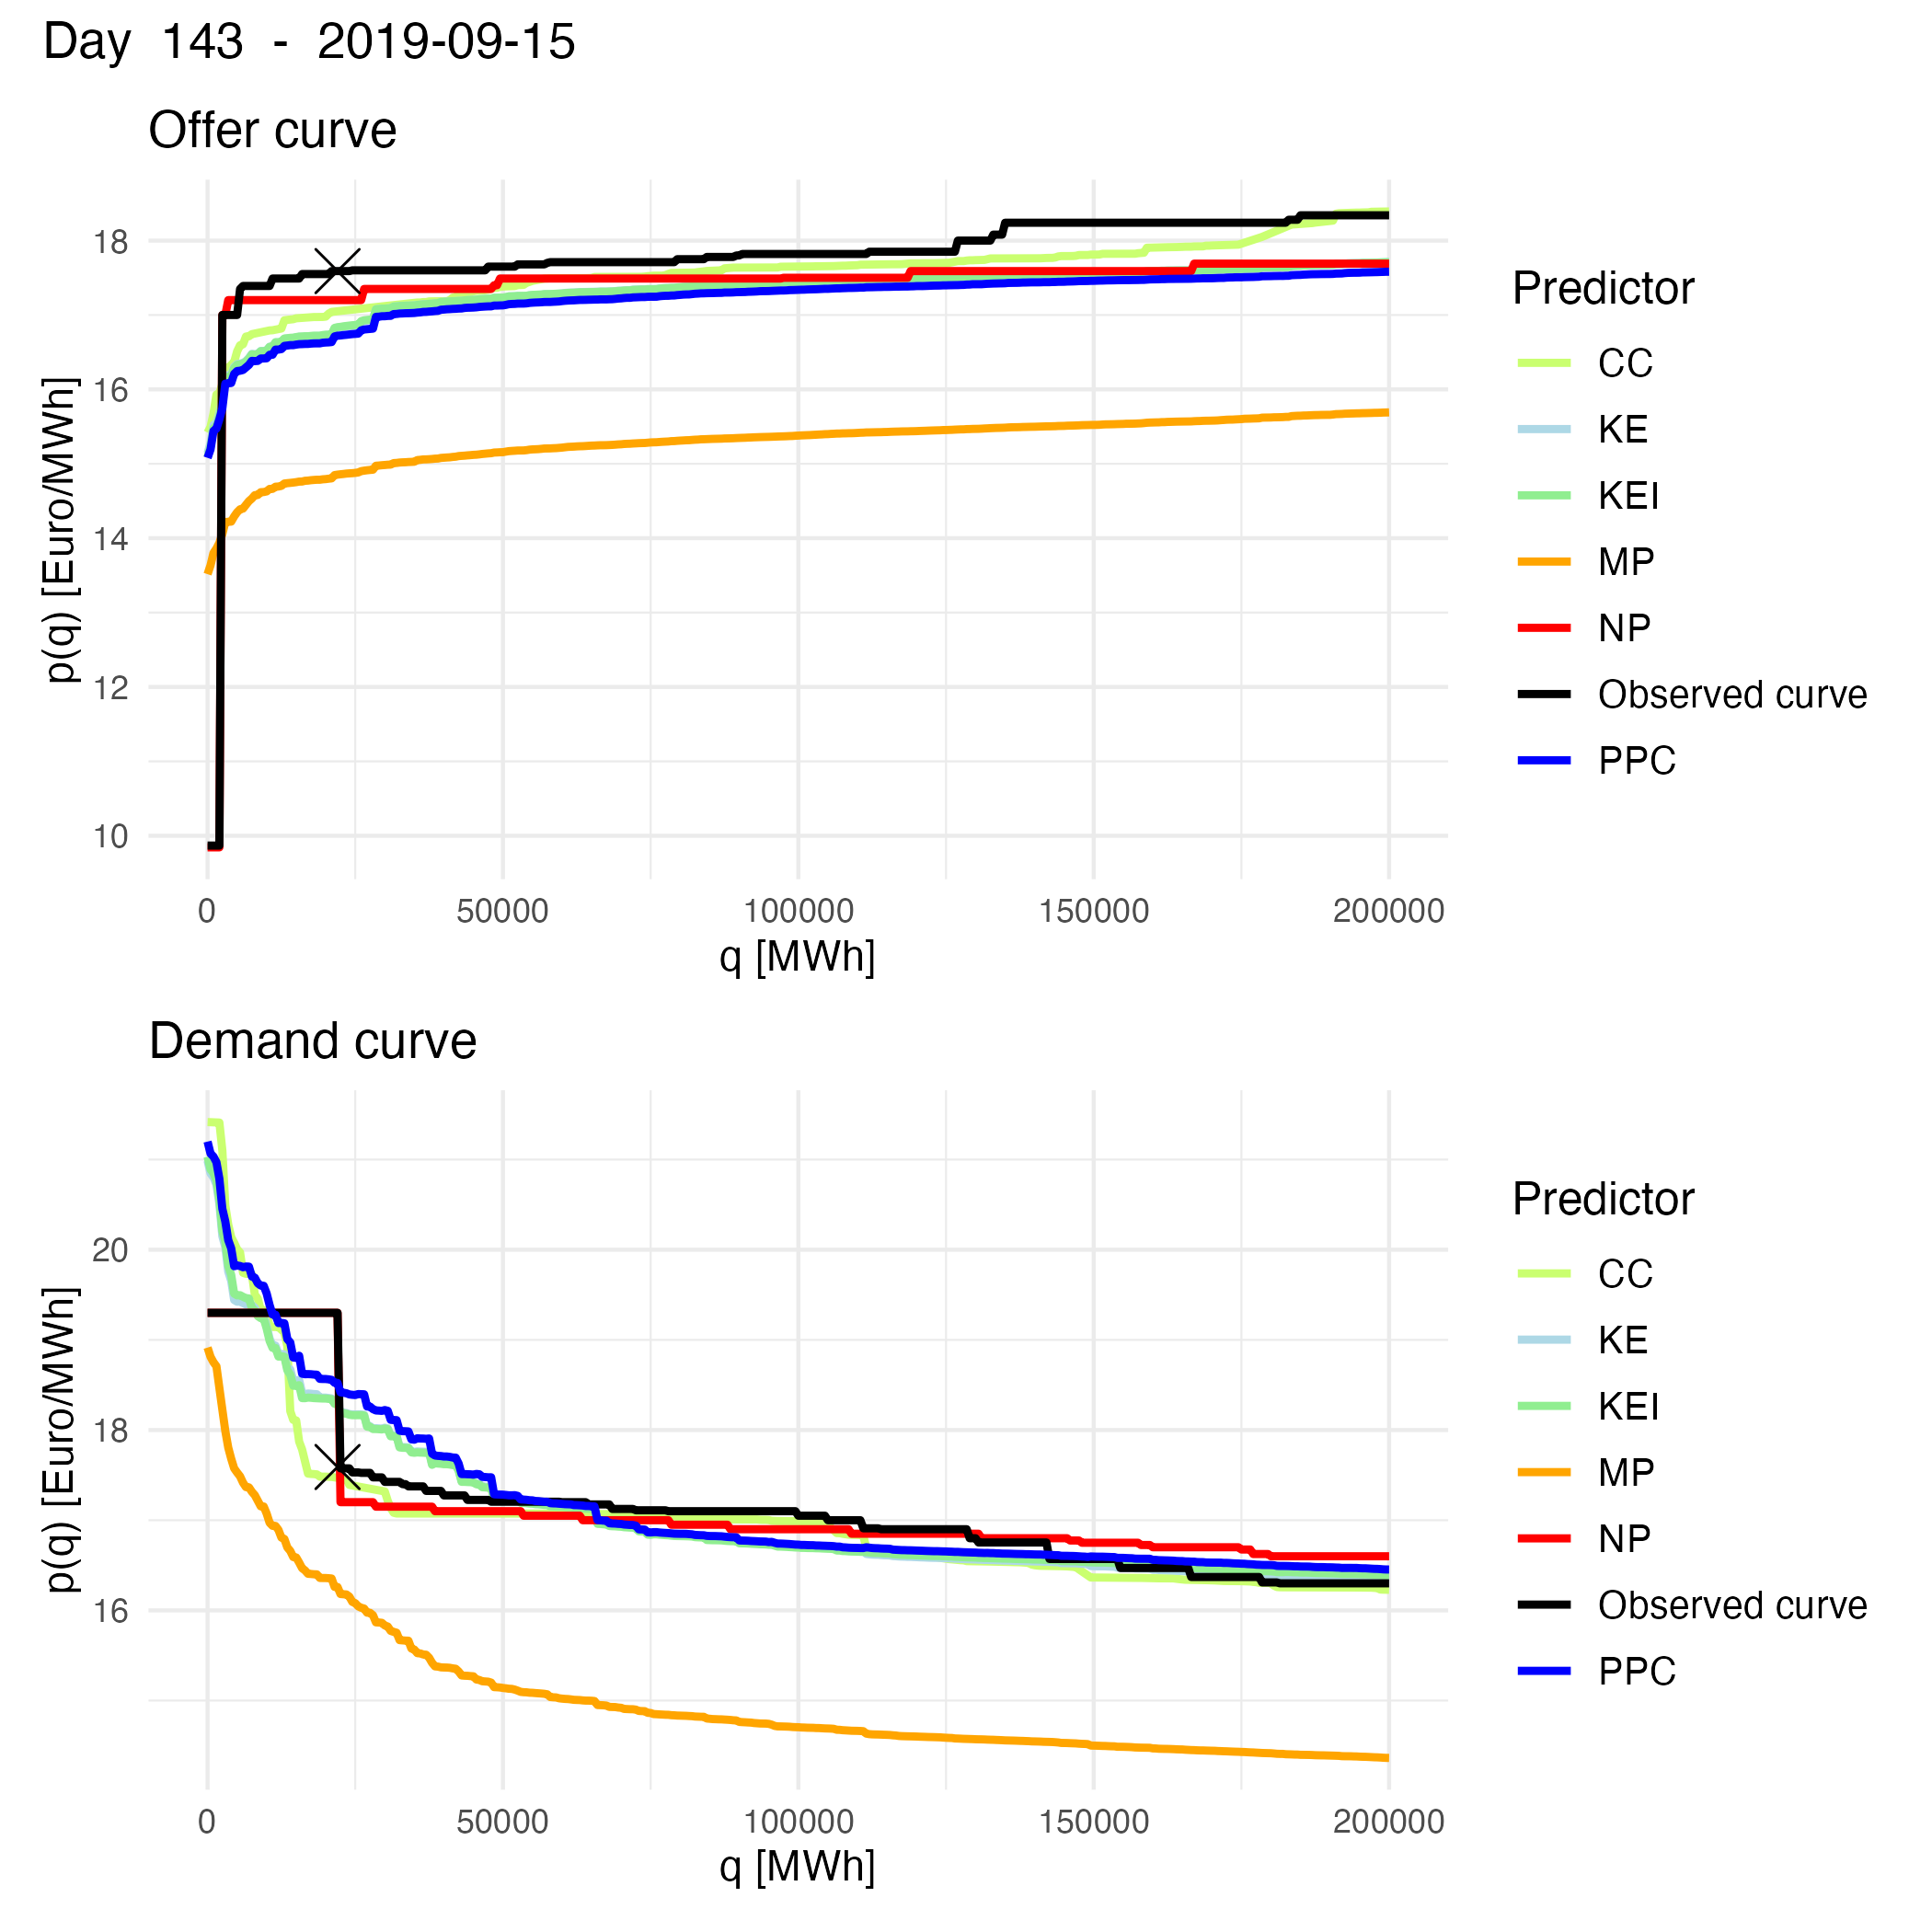 Day 143 - 2019-09-15
Offer curve
p(q) [Euro/MWh]
18
16
14
12
10
0 50000 100000 150000 200000
q [MWh]
Predictor
CC
KE
KEI
MP
NP
Observed curve
PPC
Demand curve
p(q) [Euro/MWh]
20
18
16
0 50000 100000 150000 200000
q [MWh]
Predictor
CC
KE
KEI
MP
NP
Observed curve
PPC